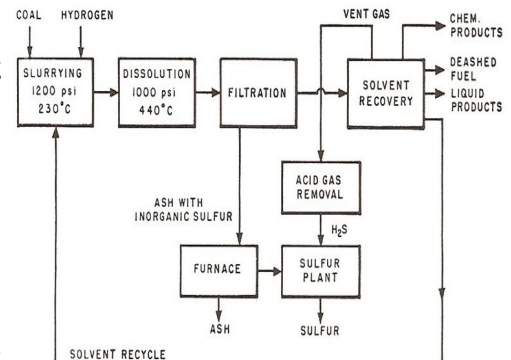 COAL HYDROGEN
VENT GAS
CHEM.
PRODUCTS
SLURRYING
1200 psi
230°C
DISSOLUTION
1000 psi
440°C
FILTRATION
SOLVENT
RECOVERY
DEASHED
FUEL
LIQUID
PRODUCTS
ACID GAS
REMOVAL
ASH WITH
INORGANIC SULFUR
H₂S
FURNACE
SULFUR
PLANT
ASH
SULFUR
SOLVENT RECYCLE